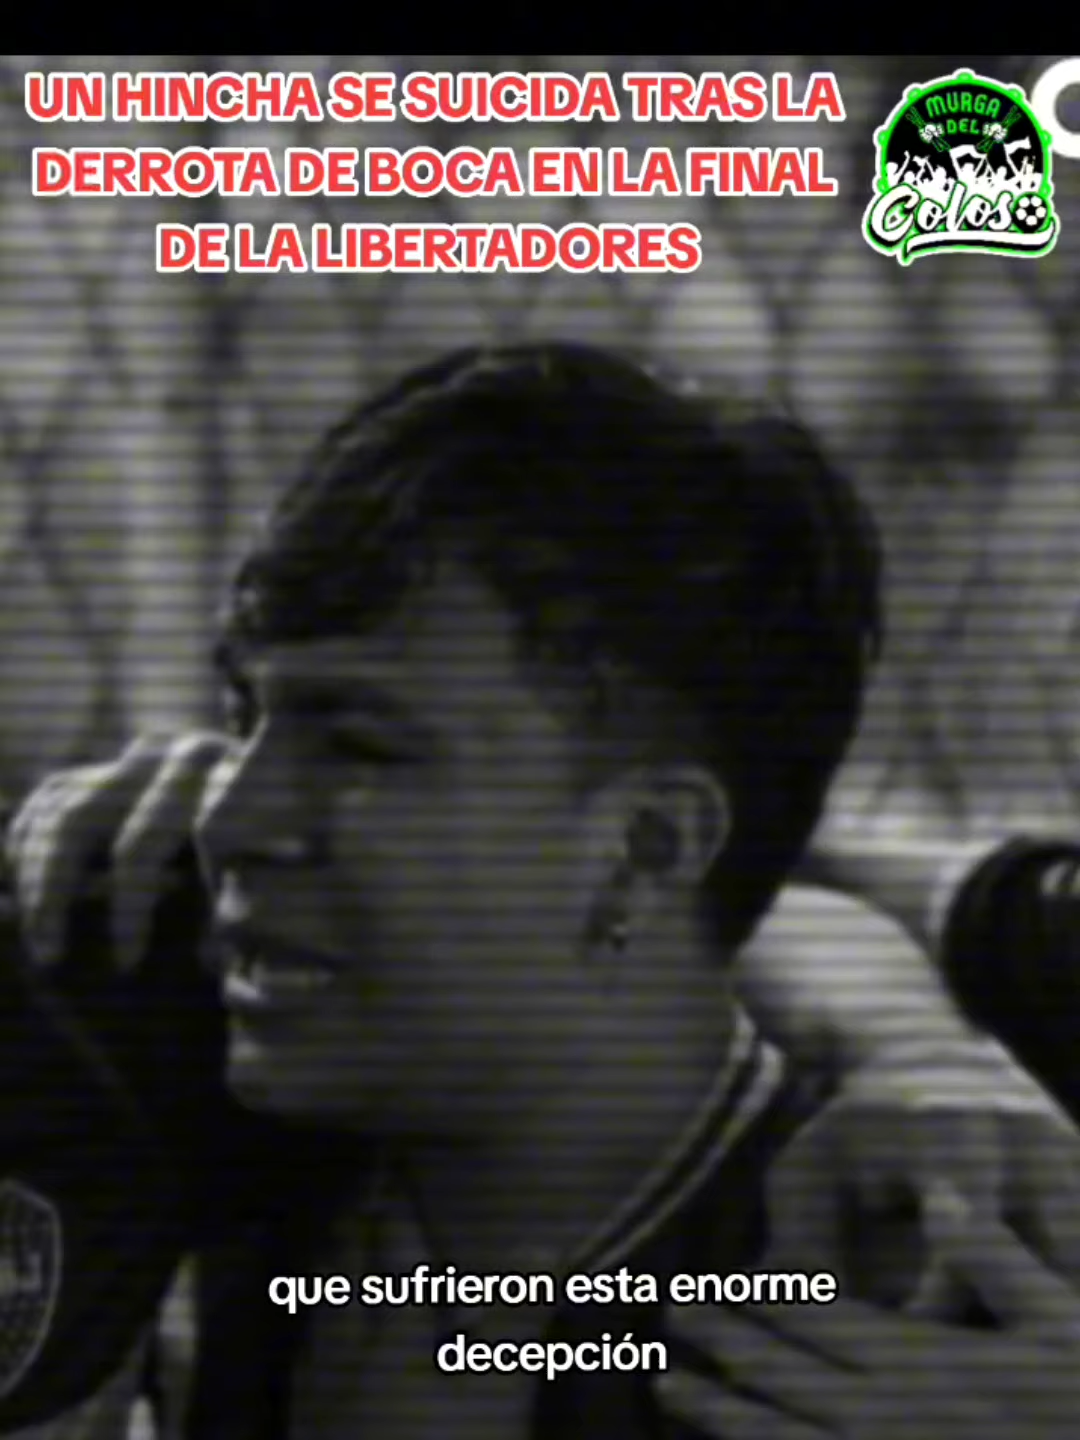 UN HINCHA SE SUICIDA TRAS LA
DERROTA DE BOCA EN LA FINAL
DE LA LIBERTADORES
MURGA
DEL
Coloso
que sufrieron esta enorme
decepción